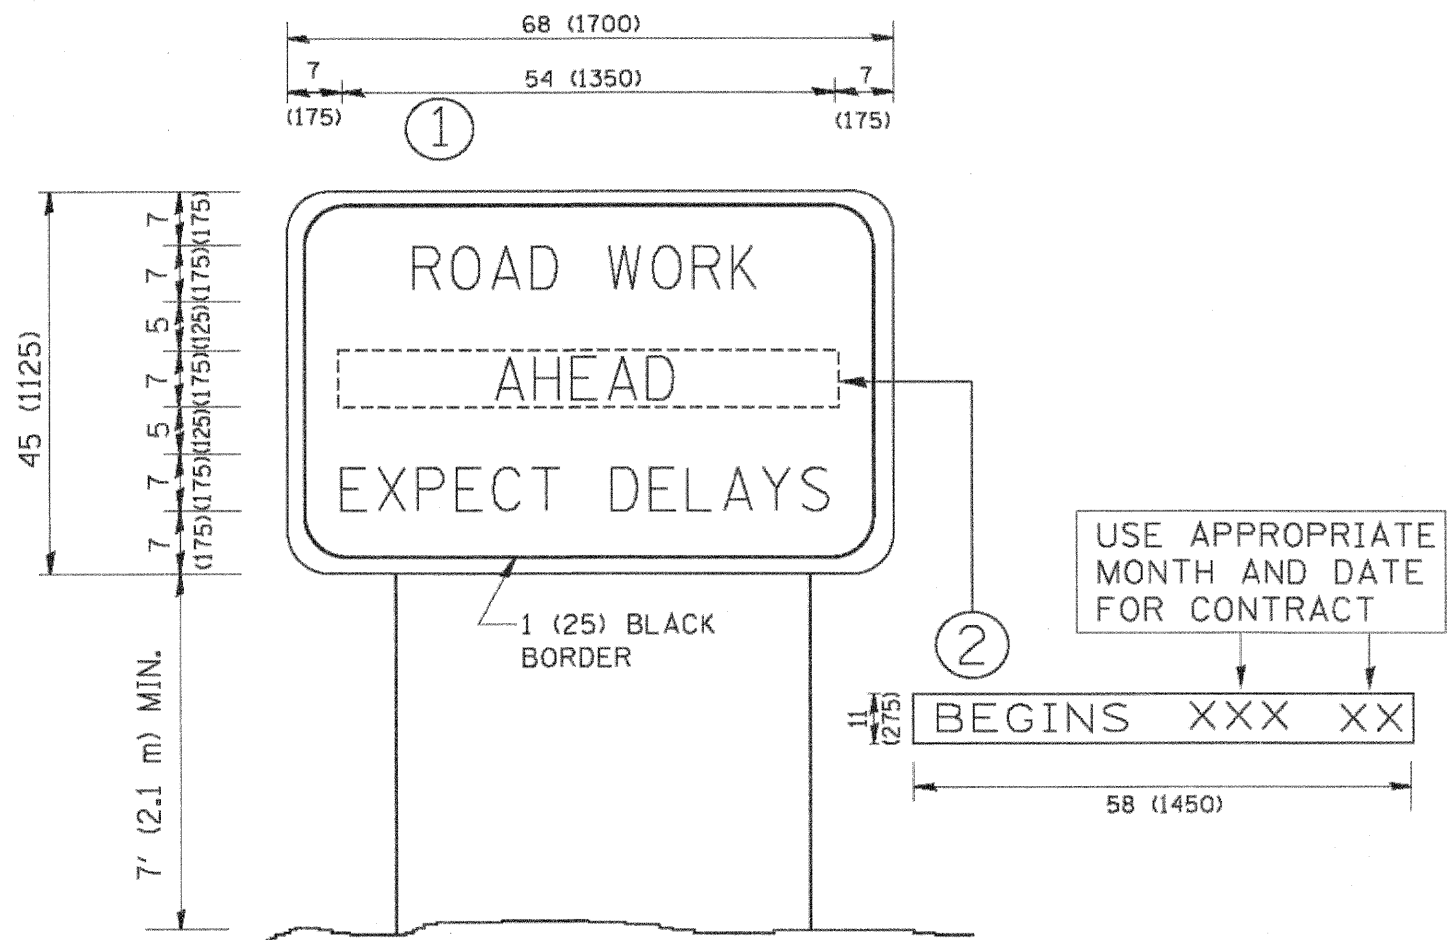 68 (1700)
7
54 (1350)
7
(175)
(175)
1
45 (1125)
7 (175)
7 (175)
5 (125)
7 (175)
5 (125)
7 (175)
7 (175)
ROAD WORK
AHEAD
EXPECT DELAYS
7' (2.1 m) MIN.
1 (25) BLACK
BORDER
2
USE APPROPRIATE
MONTH AND DATE
FOR CONTRACT
11
(275)
BEGINS XXX XX
58 (1450)